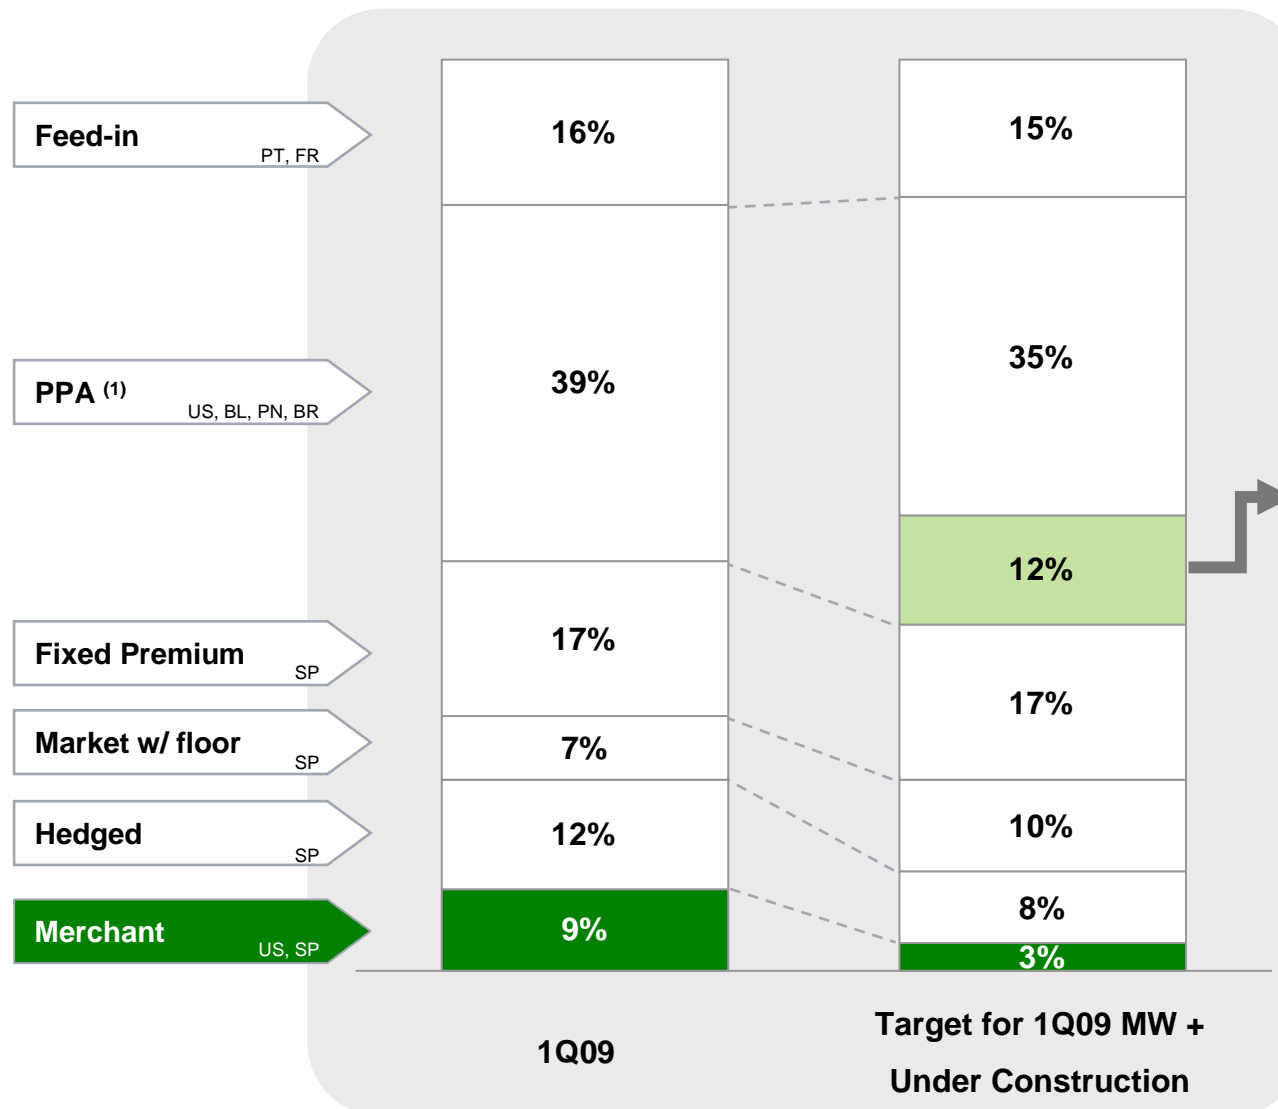 Feed-in
PT, FR
16%
15%
PPA (1)
US, BL, PN, BR
39%
35%
12%
Fixed Premium
SP
17%
17%
Market w/ floor
SP
7%
10%
Hedged
SP
12%
8%
Merchant
US, SP
9%
3%
1Q09
Target for 1Q09 MW +
Under Construction